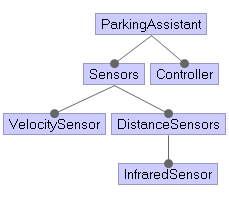 ParkingAssistant
Sensors
Controller
VelocitySensor
DistanceSensors
InfraredSensor